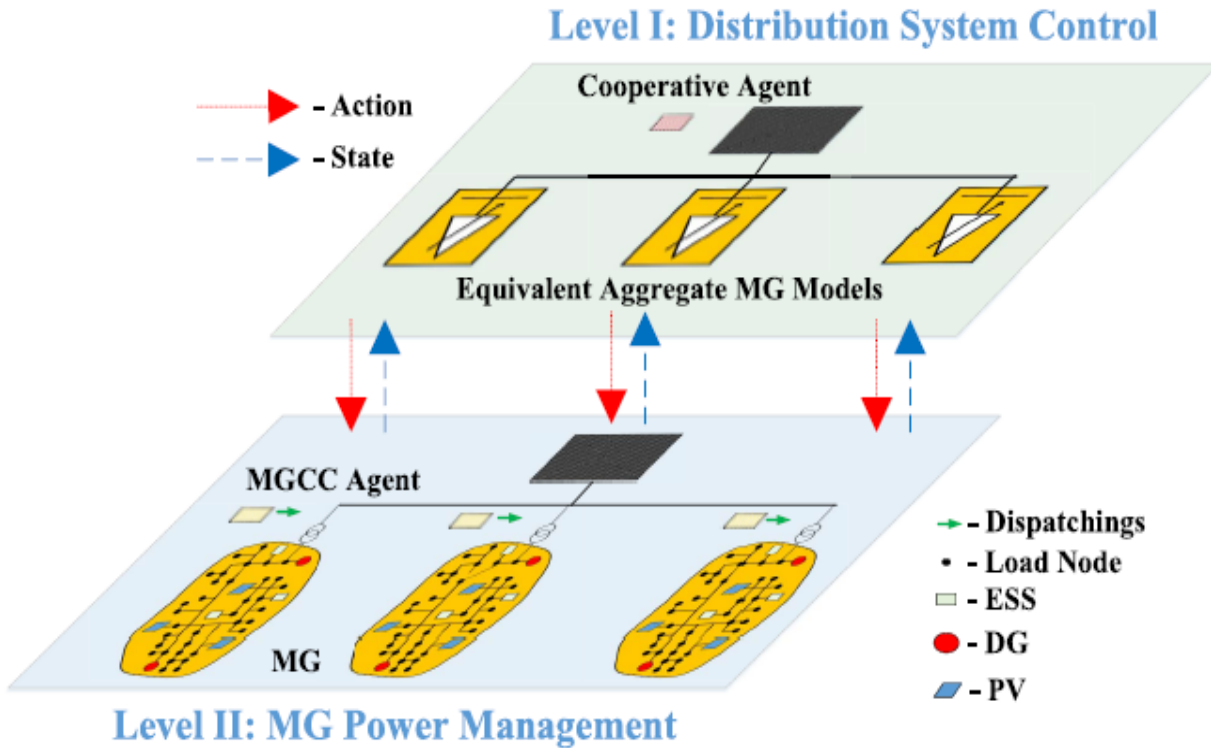 Level I: Distribution System Control
Cooperative Agent
- Action
- State
Equivalent Aggregate MG Models
MGCC Agent
- Dispatchings
- Load Node
- ESS
- DG
- PV
MG
Level II: MG Power Management